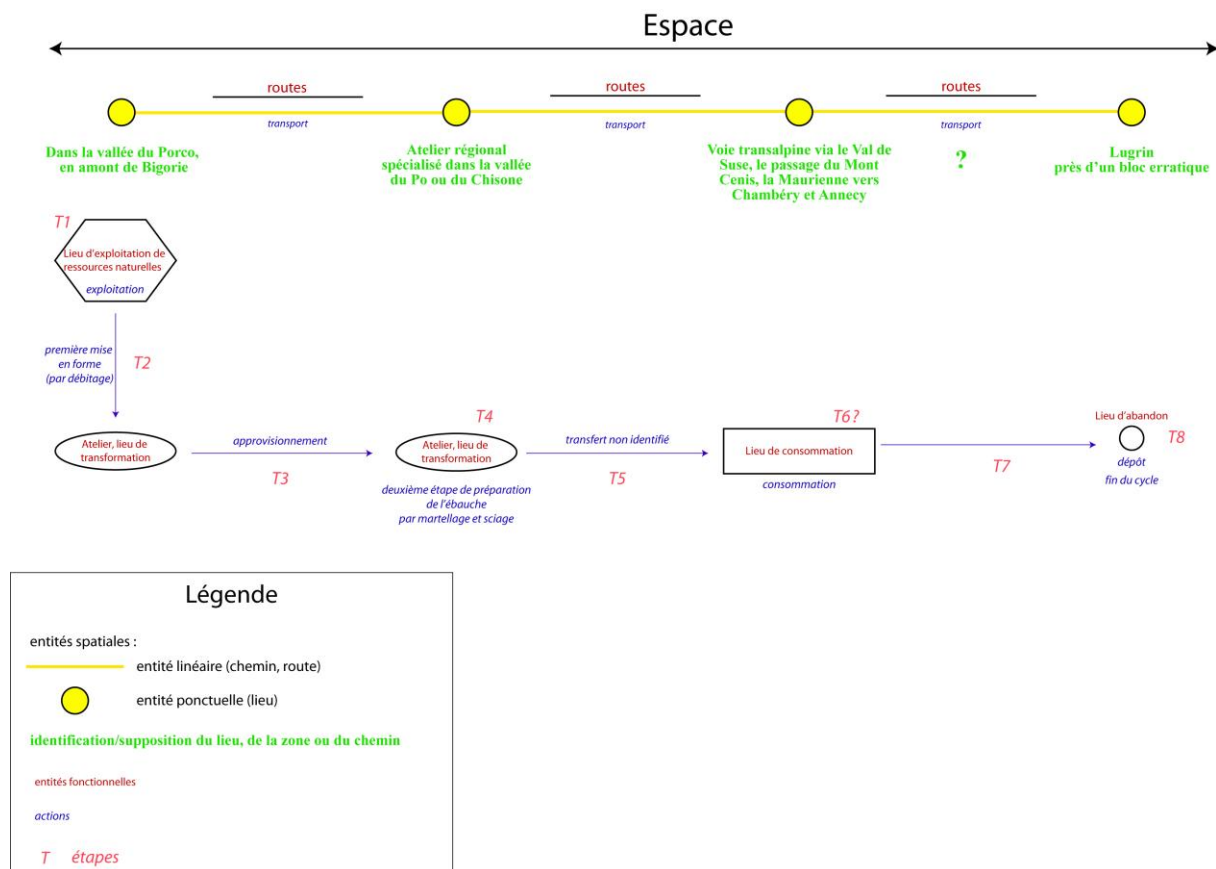 Espace
routes
routes
routes
transport
transport
transport
Dans la vallée du Porco,
en amont de Bigorie
Atelier régional
spécialisé dans la vallée
du Po ou du Chisone
Voie transalpine via le Val de
Suse, le passage du Mont
Cenis, la Maurienne vers
Chambéry et Annecy
?
Lugrin
près d'un bloc erratique
T1
Lieu d'exploitation de
ressources naturelles
exploitation
première mise
en forme
(par débitage)
T2
Atelier, lieu de
transformation
approvisionnement
T3
T4
Atelier, lieu de
transformation
deuxième étape de préparation
de l'ébauche
par martellage et sciage
transfert non identifié
T5
T6?
Lieu de consommation
consommation
T7
Lieu d'abandon
T8
dépôt
fin du cycle
Légende
entités spatiales :
entité linéaire (chemin, route)
entité ponctuelle (lieu)
identification/supposition du lieu, de la zone ou du chemin
entités fonctionnelles
actions
T étapes